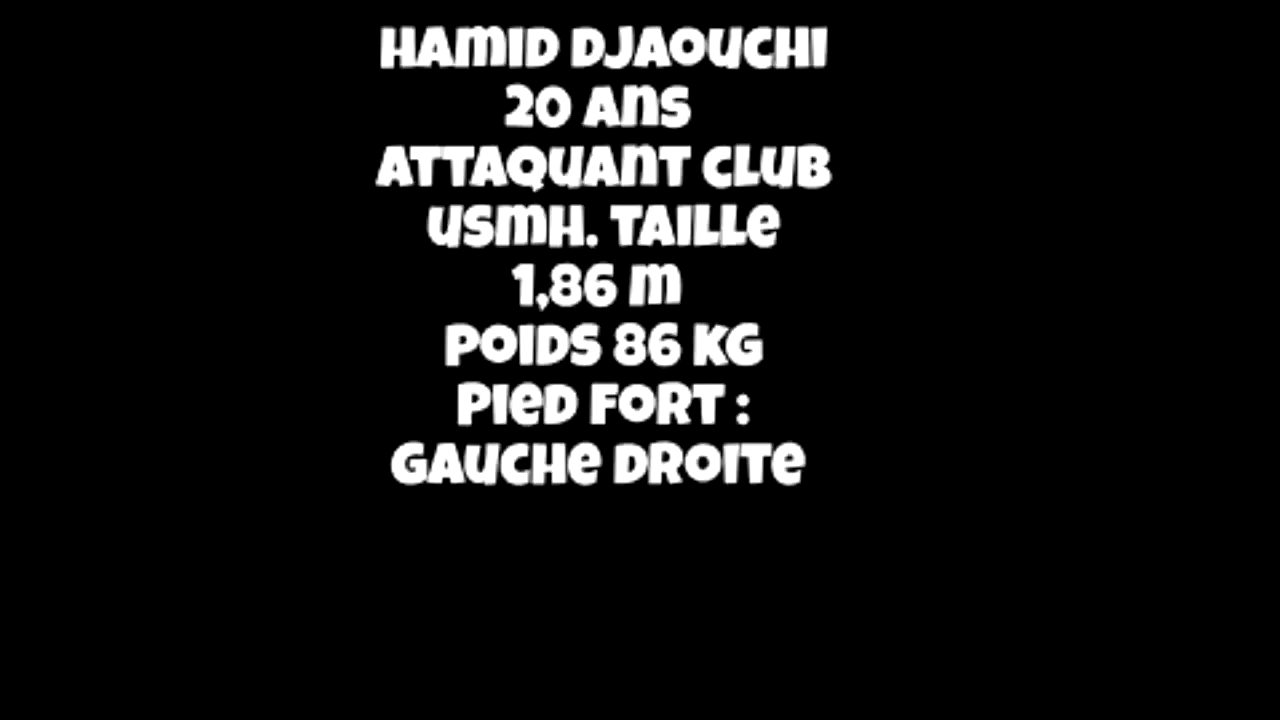 Hamid Djaouchi
20 ans
Attaquant club
usmh. Taille
1,86 m
Poids 86 kg
Pied fort :
gauche droite